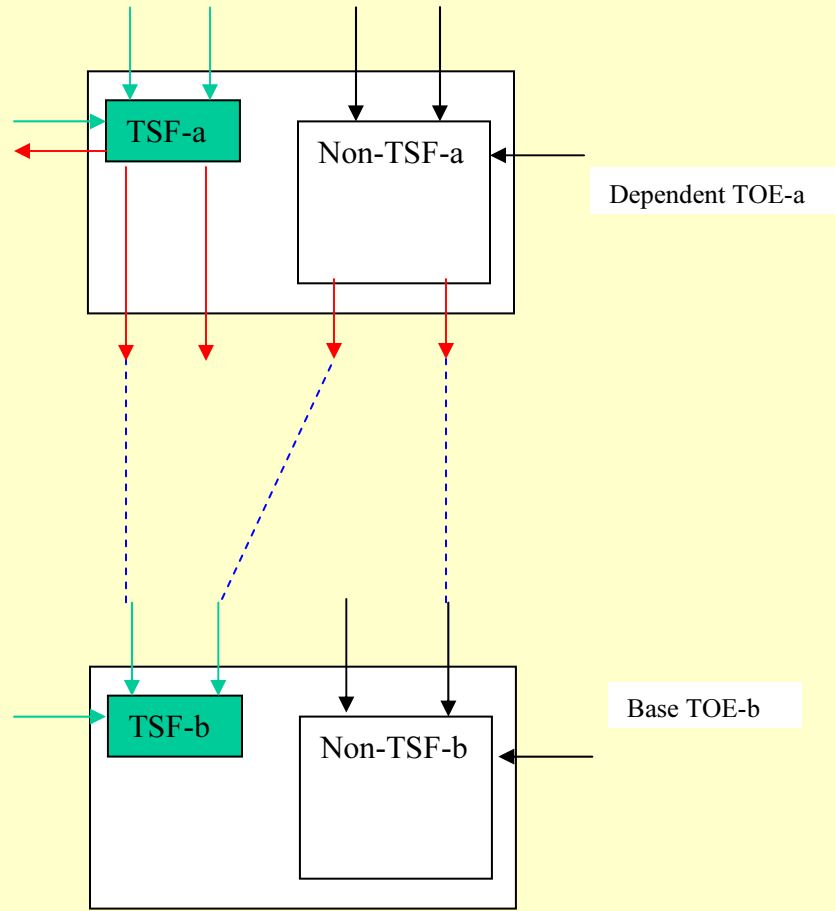 TSF-a
Non-TSF-a
Dependent TOE-a
TSF-b
Base TOE-b
Non-TSF-b